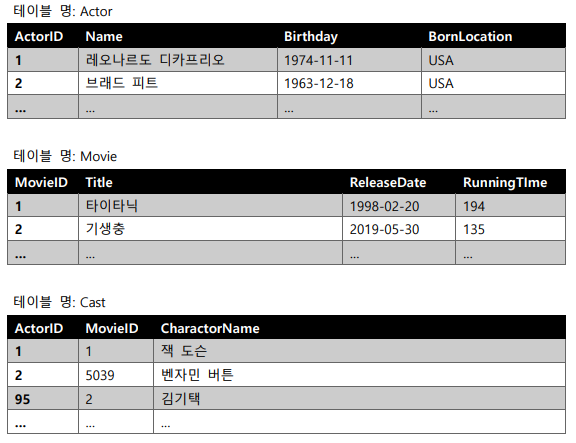 테이블 명: Actor
ActorID Name Birthday BornLocation
1 레오나르도 디카프리오 1974-11-11 USA
2 브래드 피트 1963-12-18 USA
... ... ... ...
테이블 명: Movie
MovieID Title ReleaseDate RunningTIme
1 타이타닉 1998-02-20 194
2 기생충 2019-05-30 135
... ... ... ...
테이블 명: Cast
ActorID MovieID CharactorName
1 1 잭 도슨
2 5039 벤자민 버튼
95 2 김기택
... ... ...